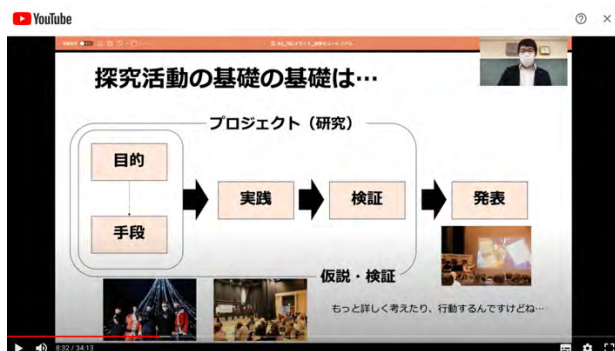 YouTube
探究活動の基礎の基礎は…
プロジェクト（研究）
目的
手段
実践
検証
発表
仮説・検証
もっと詳しく考えたり、行動するんですけどね…
8:32 / 34:13